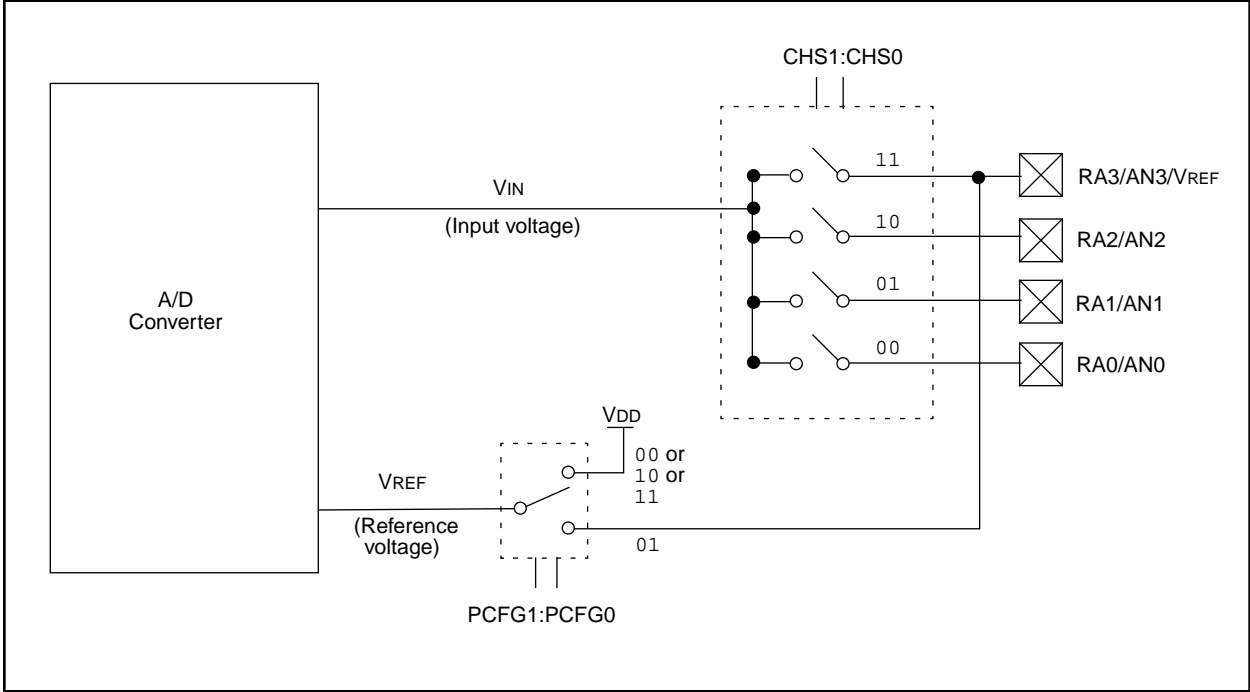 CHS1:CHS0
11
RA3/AN3/VREF
VIN
(Input voltage)
10
RA2/AN2
A/D
Converter
01
RA1/AN1
00
RA0/AN0
VDD
00 or
10 or
11
VREF
(Reference
voltage)
01
PCFG1:PCFG0